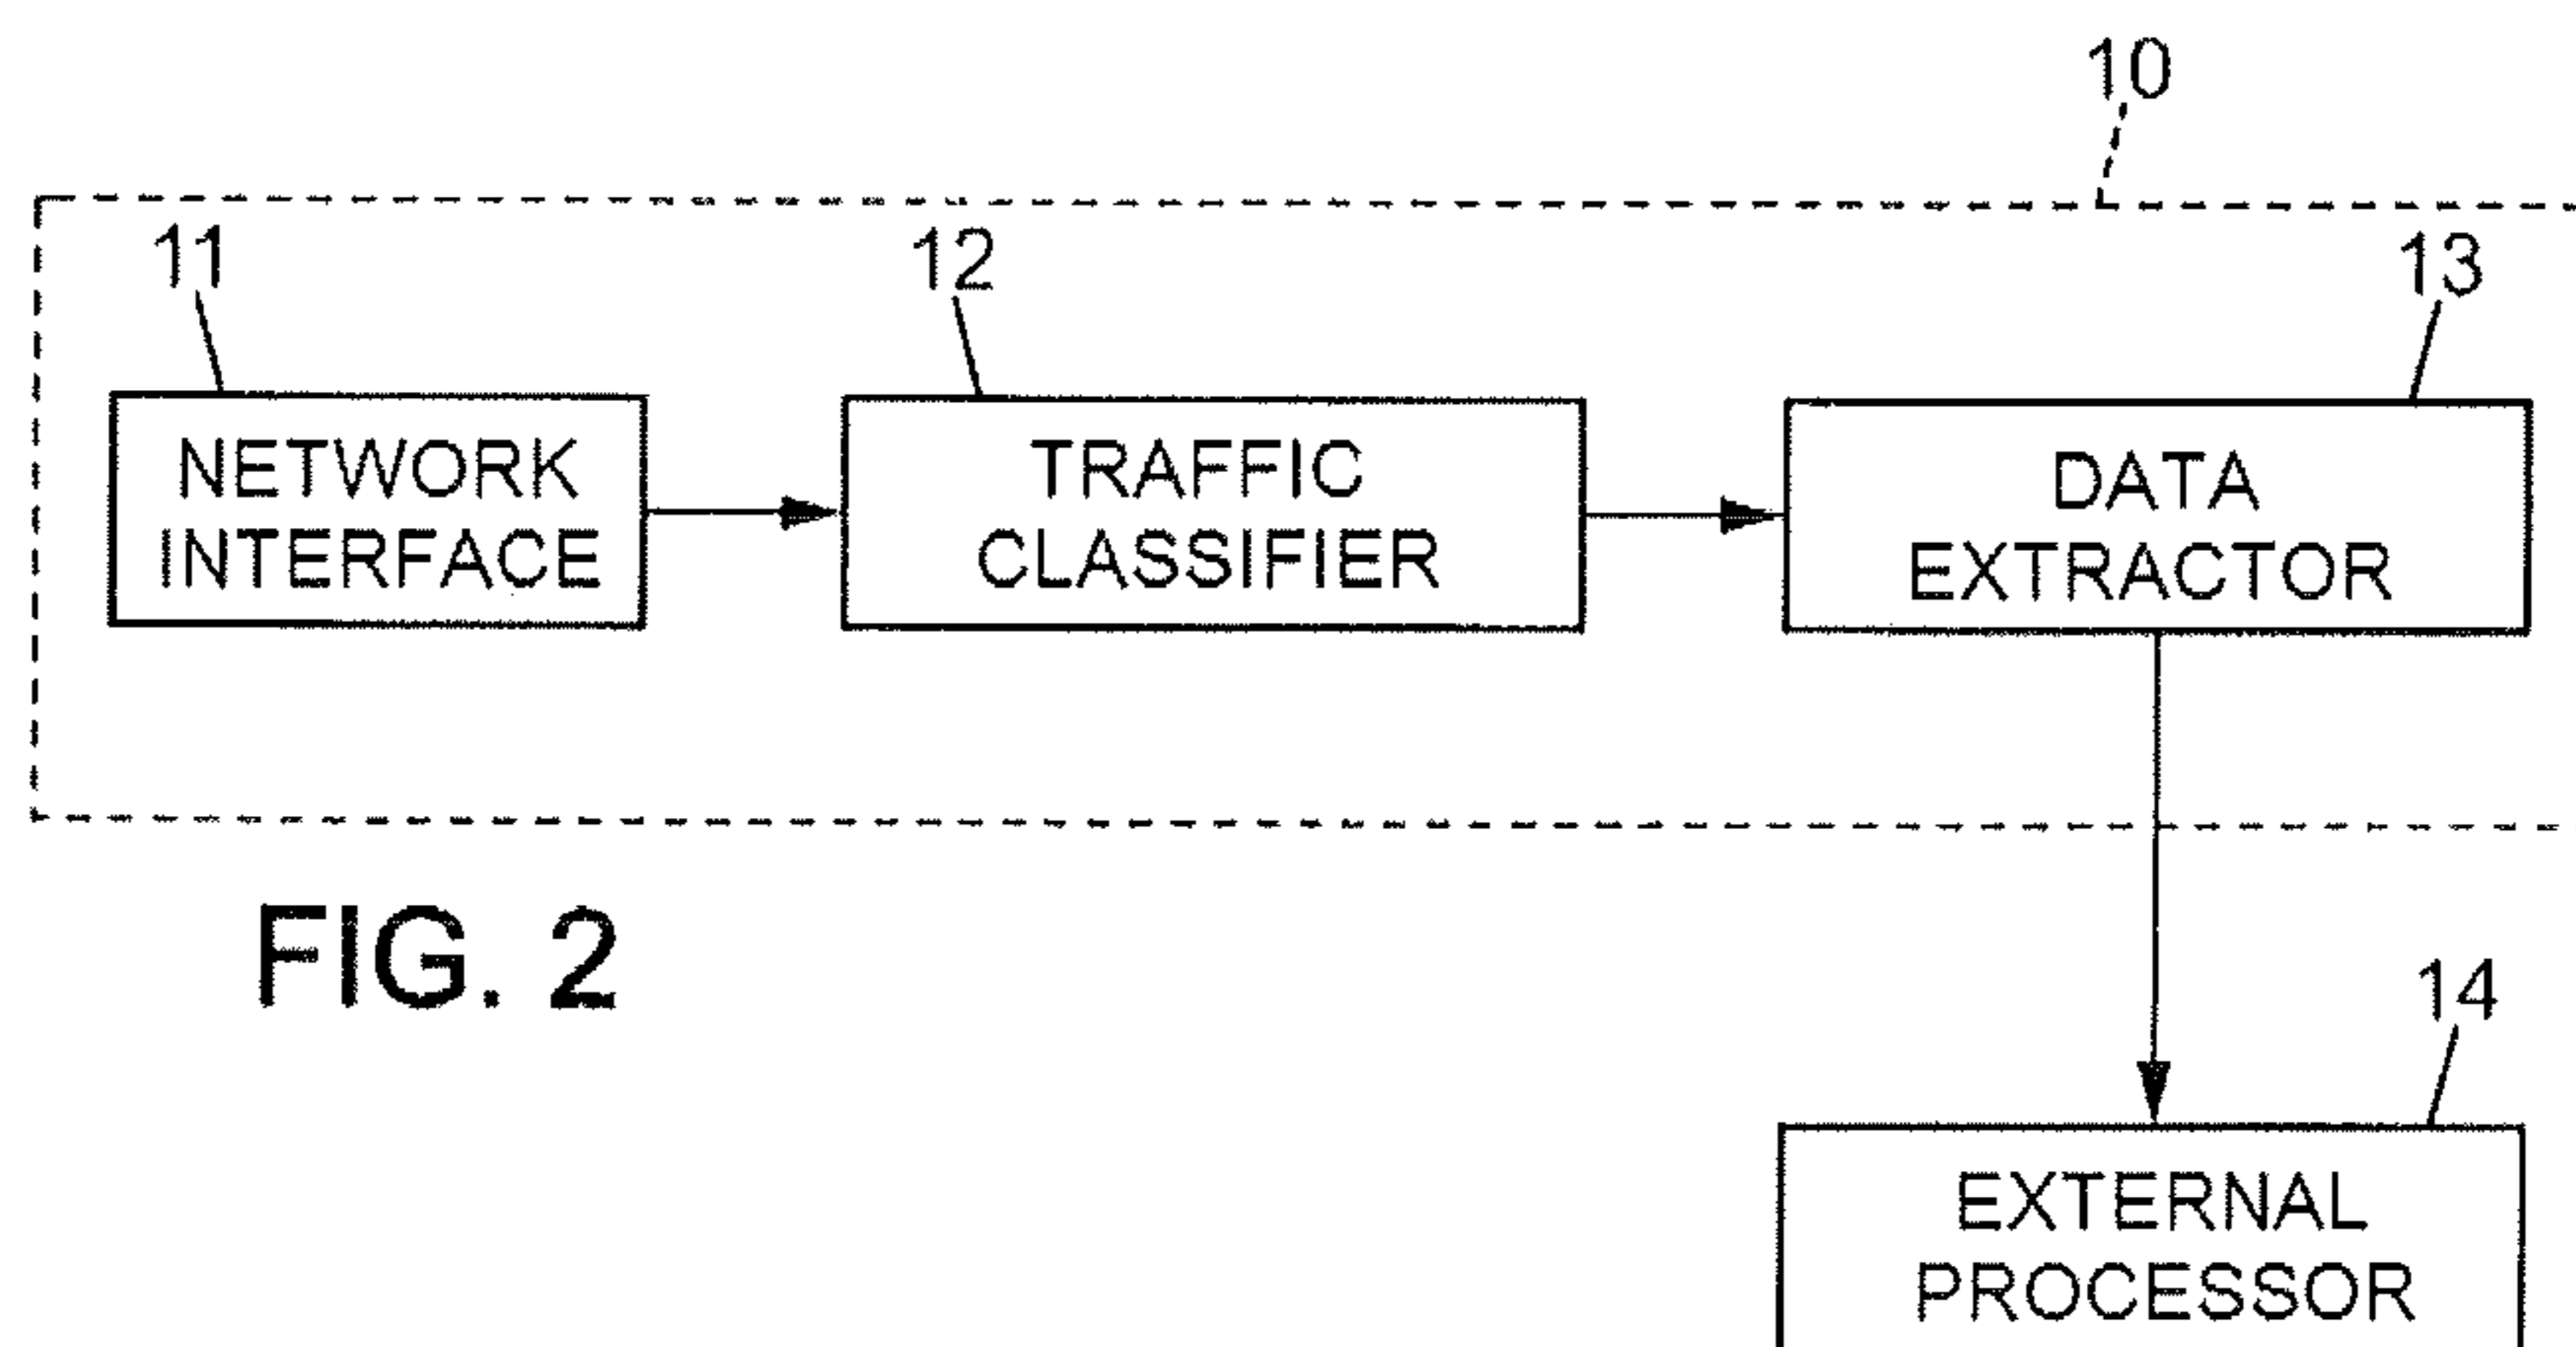 10
11
12
13
NETWORK
INTERFACE
TRAFFIC
CLASSIFIER
DATA
EXTRACTOR
FIG. 2
14
EXTERNAL
PROCESSOR